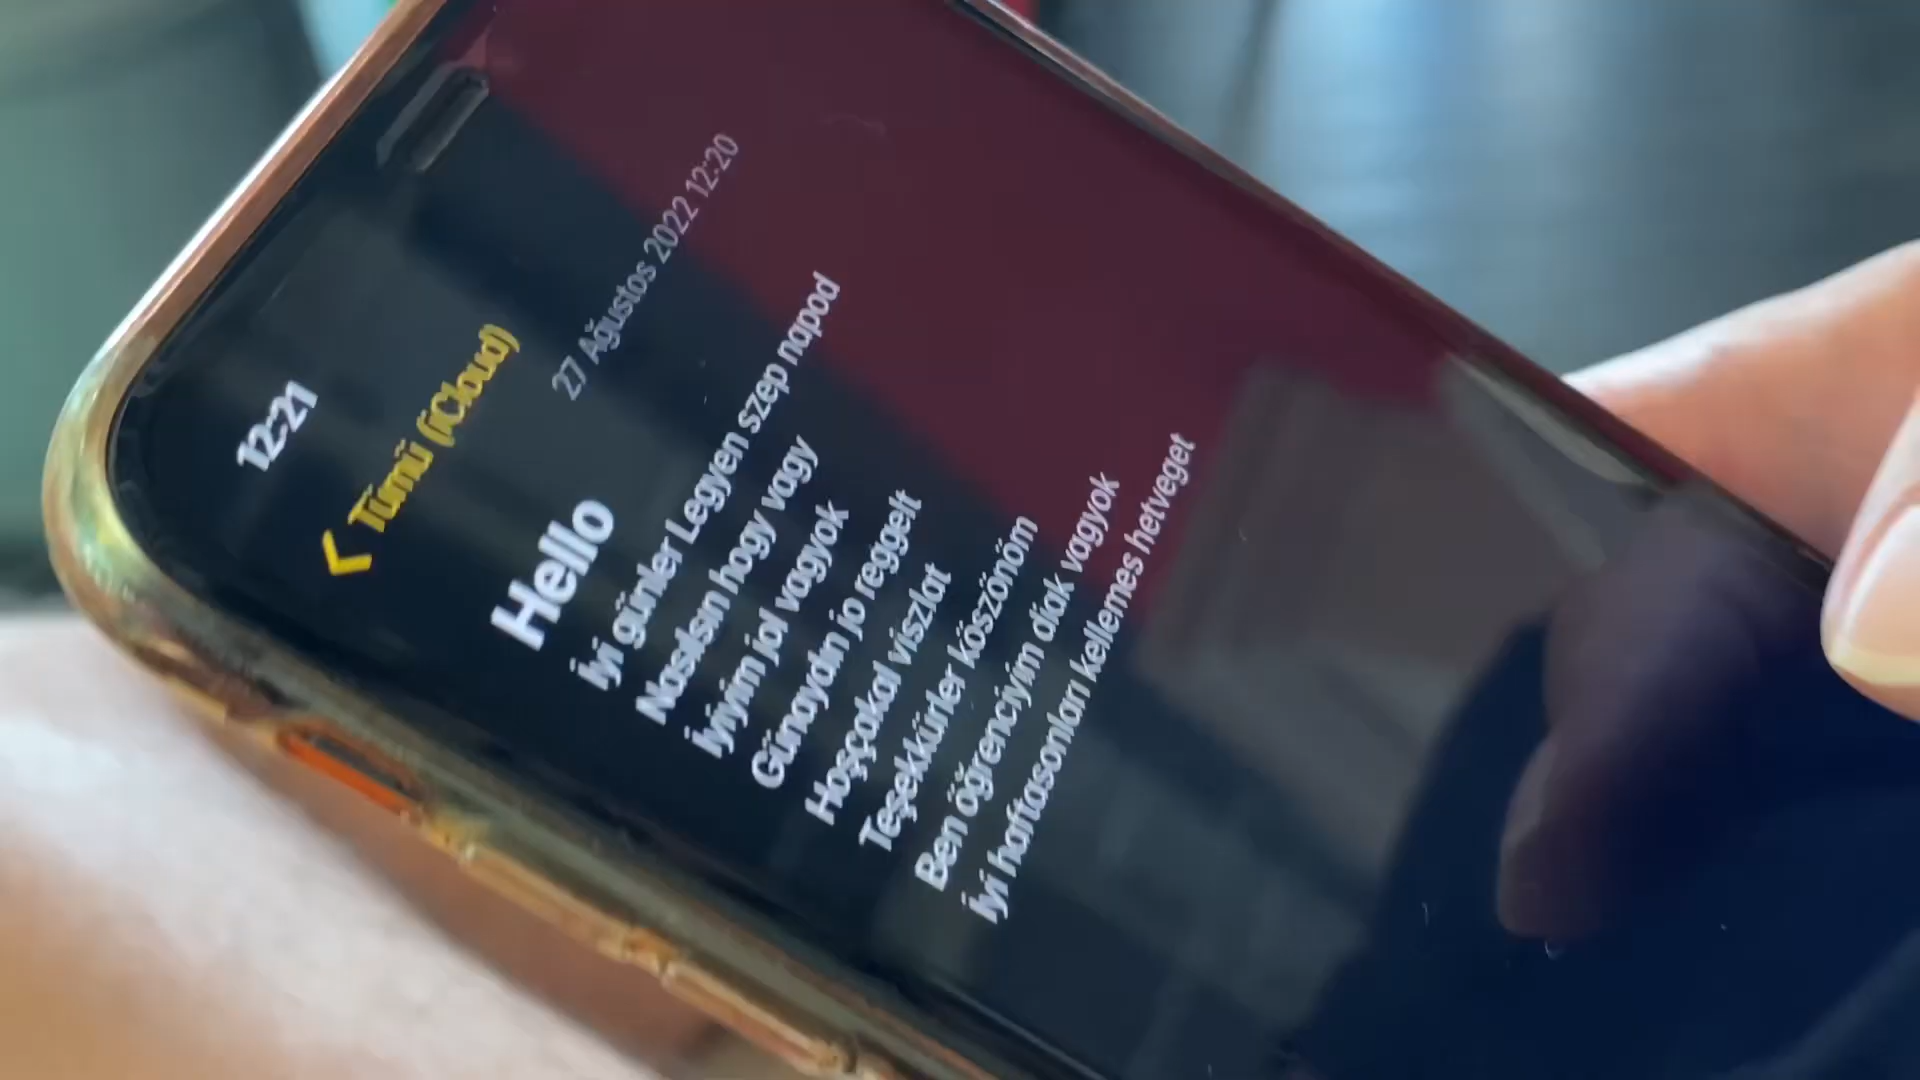 12:21
Tümü (iCloud)
27 Ağustos 2022 12:20
Hello
İyi günler Legyen szep napod
Nasılsın hogy vagy
İyiyim jol vagyok
Günaydın jo reggelt
Hoşçakal viszlat
Teşekkürler köszönöm
Ben öğrenciyim diak vagyok
İyi haftasonları kellemes hetveget